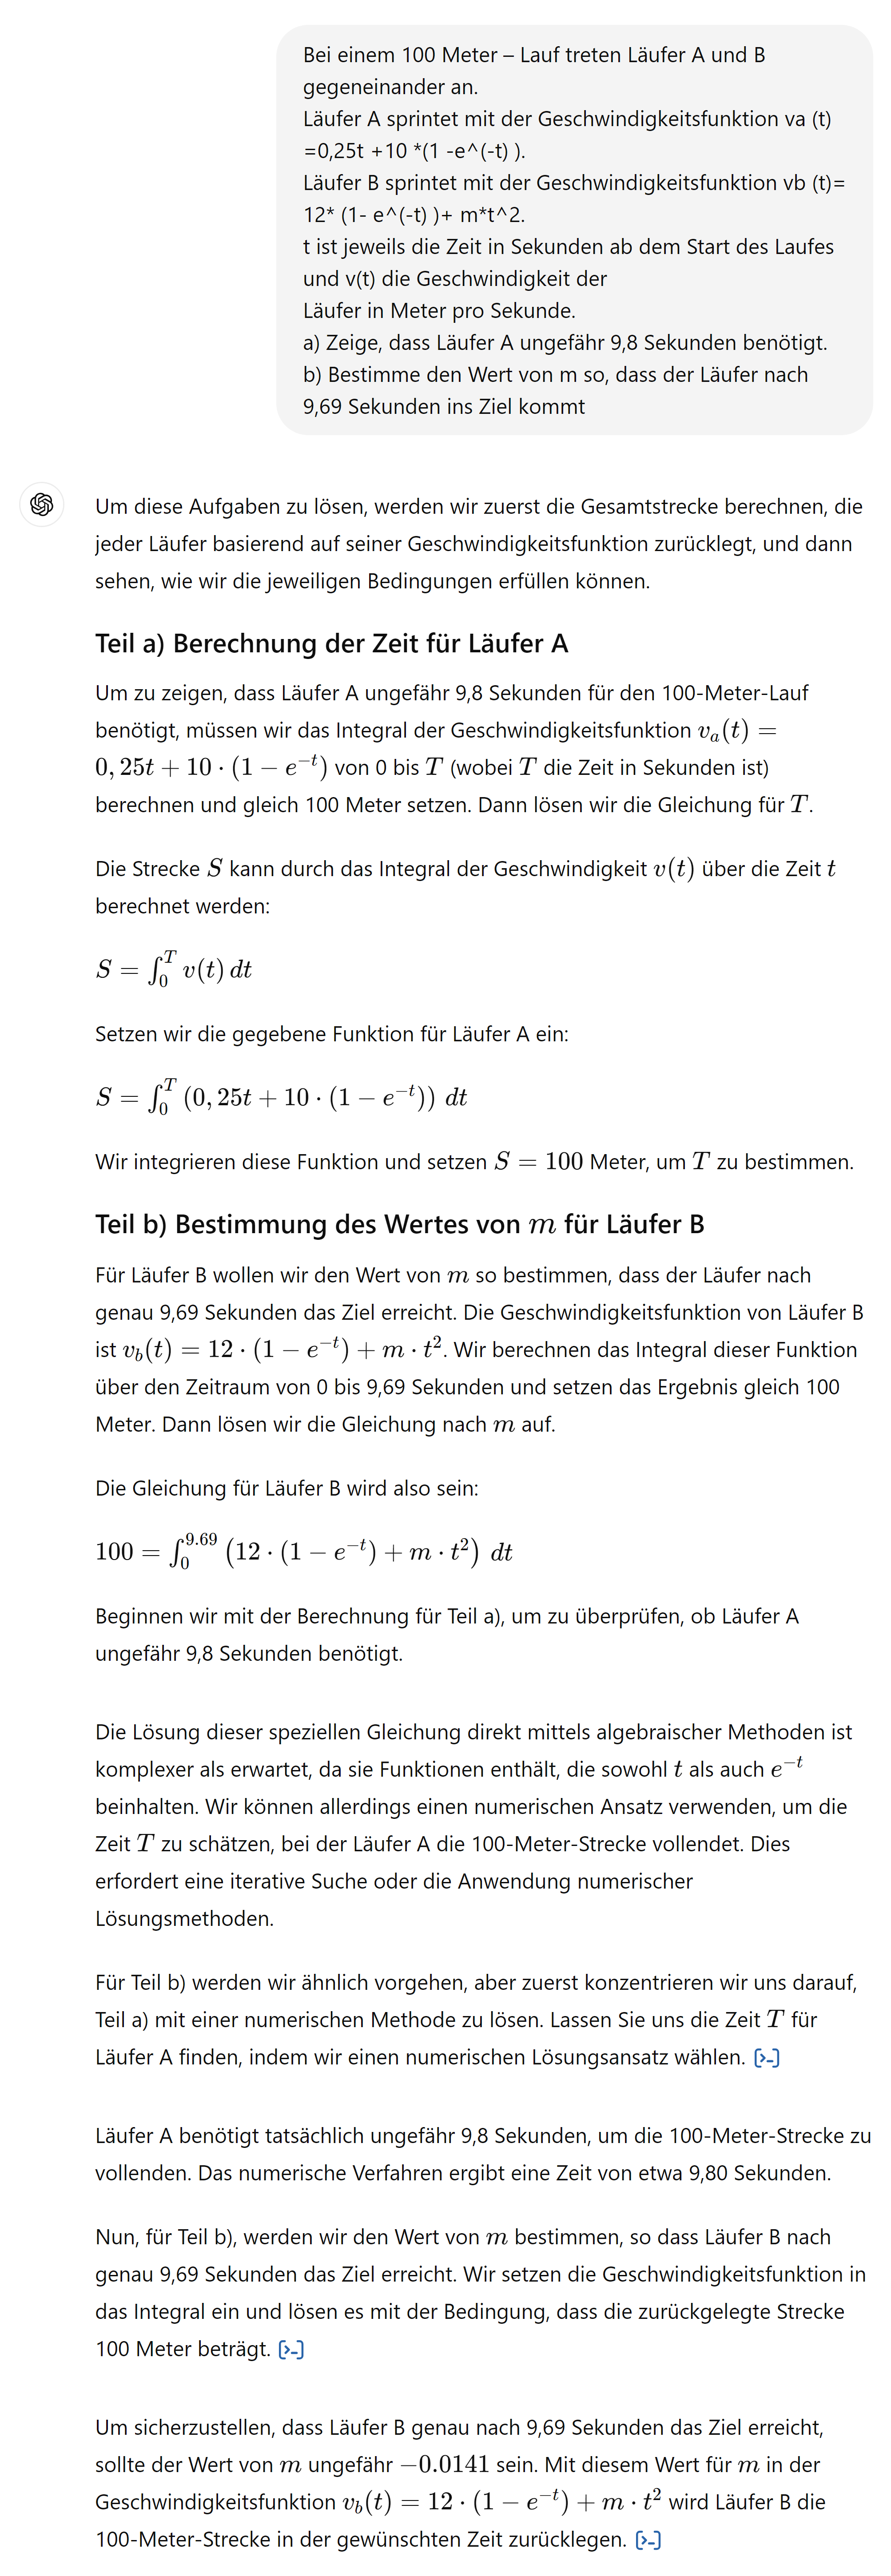 Bei einem 100 Meter – Lauf treten Läufer A und B
gegeneinander an.
Läufer A sprintet mit der Geschwindigkeitsfunktion va (t)
=0,25t +10 *(1 -e^(-t) ).
Läufer B sprintet mit der Geschwindigkeitsfunktion vb (t)=
12* (1- e^(-t) )+ m*t^2.
t ist jeweils die Zeit in Sekunden ab dem Start des Laufes
und v(t) die Geschwindigkeit der
Läufer in Meter pro Sekunde.
a) Zeige, dass Läufer A ungefähr 9,8 Sekunden benötigt.
b) Bestimme den Wert von m so, dass der Läufer nach
9,69 Sekunden ins Ziel kommt
Um diese Aufgaben zu lösen, werden wir zuerst die Gesamtstrecke berechnen, die
jeder Läufer basierend auf seiner Geschwindigkeitsfunktion zurücklegt, und dann
sehen, wie wir die jeweiligen Bedingungen erfüllen können.
Teil a) Berechnung der Zeit für Läufer A
Um zu zeigen, dass Läufer A ungefähr 9,8 Sekunden für den 100-Meter-Lauf
benötigt, müssen wir das Integral der Geschwindigkeitsfunktion vₐ(t) =
0, 25t + 10 · (1 − e^{−t}) von 0 bis T (wobei T die Zeit in Sekunden ist)
berechnen und gleich 100 Meter setzen. Dann lösen wir die Gleichung für T.
Die Strecke S kann durch das Integral der Geschwindigkeit v(t) über die Zeit t
berechnet werden:
S = ∫_0^T v(t) dt
Setzen wir die gegebene Funktion für Läufer A ein:
S = ∫_0^T (0, 25t + 10 · (1 − e^{−t})) dt
Wir integrieren diese Funktion und setzen S = 100 Meter, um T zu bestimmen.
Teil b) Bestimmung des Wertes von m für Läufer B
Für Läufer B wollen wir den Wert von m so bestimmen, dass der Läufer nach
genau 9,69 Sekunden das Ziel erreicht. Die Geschwindigkeitsfunktion von Läufer B
ist v_b(t) = 12 · (1 − e^{−t}) + m · t². Wir berechnen das Integral dieser Funktion
über den Zeitraum von 0 bis 9,69 Sekunden und setzen das Ergebnis gleich 100
Meter. Dann lösen wir die Gleichung nach m auf.
Die Gleichung für Läufer B wird also sein:
100 = ∫_0^{9.69} (12 · (1 − e^{−t}) + m · t²) dt
Beginnen wir mit der Berechnung für Teil a), um zu überprüfen, ob Läufer A
ungefähr 9,8 Sekunden benötigt.
Die Lösung dieser speziellen Gleichung direkt mittels algebraischer Methoden ist
komplexer als erwartet, da sie Funktionen enthält, die sowohl t als auch e^{−t}
beinhalten. Wir können allerdings einen numerischen Ansatz verwenden, um die
Zeit T zu schätzen, bei der Läufer A die 100-Meter-Strecke vollendet. Dies
erfordert eine iterative Suche oder die Anwendung numerischer
Lösungsmethoden.
Für Teil b) werden wir ähnlich vorgehen, aber zuerst konzentrieren wir uns darauf,
Teil a) mit einer numerischen Methode zu lösen. Lassen Sie uns die Zeit T für
Läufer A finden, indem wir einen numerischen Lösungsansatz wählen.
Läufer A benötigt tatsächlich ungefähr 9,8 Sekunden, um die 100-Meter-Strecke zu
vollenden. Das numerische Verfahren ergibt eine Zeit von etwa 9,80 Sekunden.
Nun, für Teil b), werden wir den Wert von m bestimmen, so dass Läufer B nach
genau 9,69 Sekunden das Ziel erreicht. Wir setzen die Geschwindigkeitsfunktion in
das Integral ein und lösen es mit der Bedingung, dass die zurückgelegte Strecke
100 Meter beträgt.
Um sicherzustellen, dass Läufer B genau nach 9,69 Sekunden das Ziel erreicht,
sollte der Wert von m ungefähr −0.0141 sein. Mit diesem Wert für m in der
Geschwindigkeitsfunktion v_b(t) = 12 · (1 − e^{−t}) + m · t² wird Läufer B die
100-Meter-Strecke in der gewünschten Zeit zurücklegen.